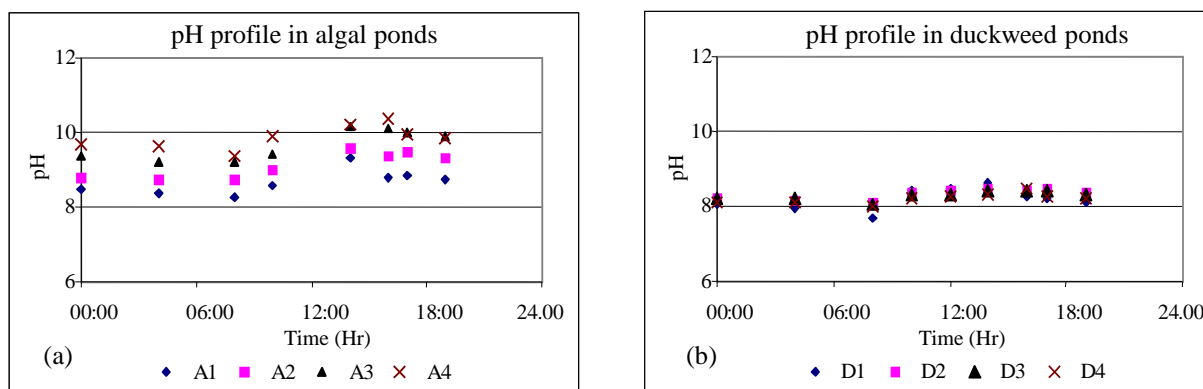 pH profile in algal ponds
12
10
8
6
pH
00:00 06:00 12:00 18:00 24.00
Time (Hr)
(a)
A1 A2 A3 A4
pH profile in duckweed ponds
12
10
8
6
pH
00:00 06:00 12:00 18:00 24.00
Time (Hr)
(b)
D1 D2 D3 D4